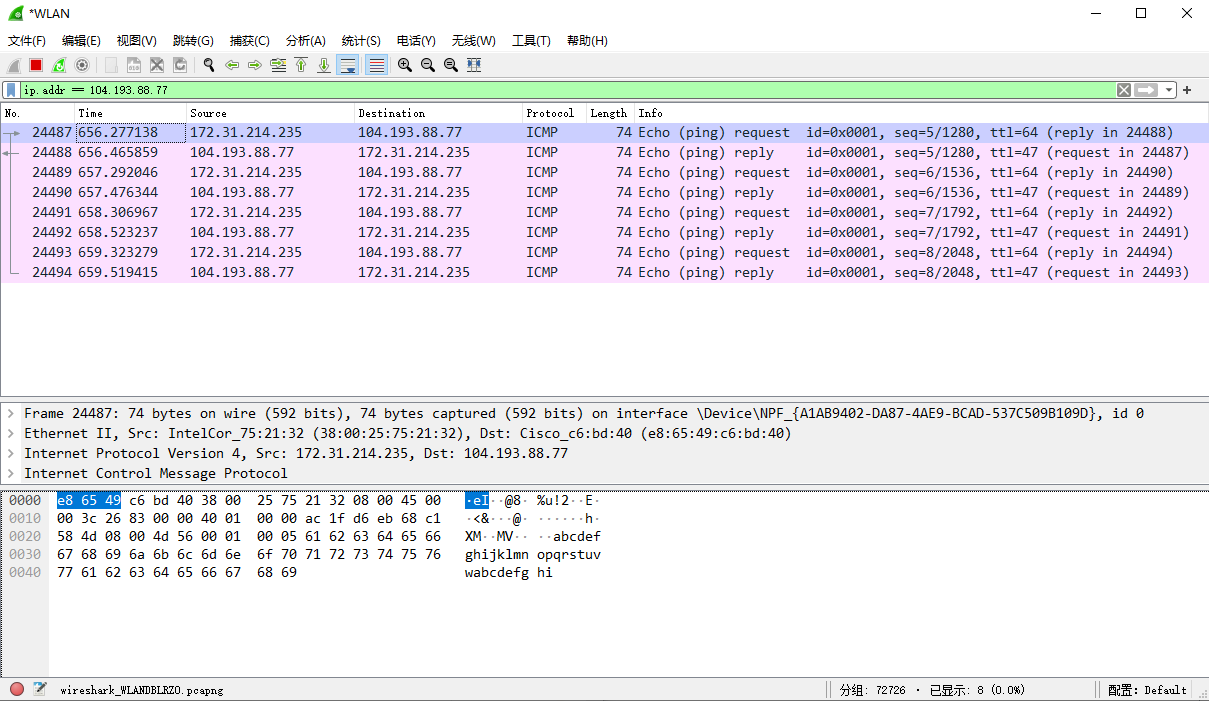 *WLAN
文件(F) 编辑(E) 视图(V) 跳转(G) 捕获(C) 分析(A) 统计(S) 电话(Y) 无线(W) 工具(T) 帮助(H)
ip.addr == 104.193.88.77
No. Time Source Destination Protocol Length Info
24487 656.277138 172.31.214.235 104.193.88.77 ICMP 74 Echo (ping) request id=0x0001, seq=5/1280, ttl=64 (reply in 24488)
24488 656.465859 104.193.88.77 172.31.214.235 ICMP 74 Echo (ping) reply id=0x0001, seq=5/1280, ttl=47 (request in 24487)
24489 657.292046 172.31.214.235 104.193.88.77 ICMP 74 Echo (ping) request id=0x0001, seq=6/1536, ttl=64 (reply in 24490)
24490 657.476344 104.193.88.77 172.31.214.235 ICMP 74 Echo (ping) reply id=0x0001, seq=6/1536, ttl=47 (request in 24489)
24491 658.306967 172.31.214.235 104.193.88.77 ICMP 74 Echo (ping) request id=0x0001, seq=7/1792, ttl=64 (reply in 24492)
24492 658.523237 104.193.88.77 172.31.214.235 ICMP 74 Echo (ping) reply id=0x0001, seq=7/1792, ttl=47 (request in 24491)
24493 659.323279 172.31.214.235 104.193.88.77 ICMP 74 Echo (ping) request id=0x0001, seq=8/2048, ttl=64 (reply in 24494)
24494 659.519415 104.193.88.77 172.31.214.235 ICMP 74 Echo (ping) reply id=0x0001, seq=8/2048, ttl=47 (request in 24493)
Frame 24487: 74 bytes on wire (592 bits), 74 bytes captured (592 bits) on interface \Device\NPF_{A1AB9402-DA87-4AE9-BCAD-537C509B109D}, id 0
Ethernet II, Src: IntelCor_75:21:32 (38:00:25:75:21:32), Dst: Cisco_c6:bd:40 (e8:65:49:c6:bd:40)
Internet Protocol Version 4, Src: 172.31.214.235, Dst: 104.193.88.77
Internet Control Message Protocol
0000 e8 65 49 c6 bd 40 38 00 25 75 21 32 08 00 45 00 ·eI··@8· %u!2··E·
0010 00 3c 26 83 00 00 40 01 00 00 ac 1f d6 eb 68 c1 ·<&···@· ······h·
0020 58 4d 08 00 4d 56 00 01 00 05 61 62 63 64 65 66 XM··MV·· ··abcdef
0030 67 68 69 6a 6b 6c 6d 6e 6f 70 71 72 73 74 75 76 ghijklmn opqrstuv
0040 77 61 62 63 64 65 66 67 68 69 wabcdefg hi
wireshark_WLANDBLRZ0.pcapng 分组: 72726 · 已显示: 8 (0.0%) 配置: Default